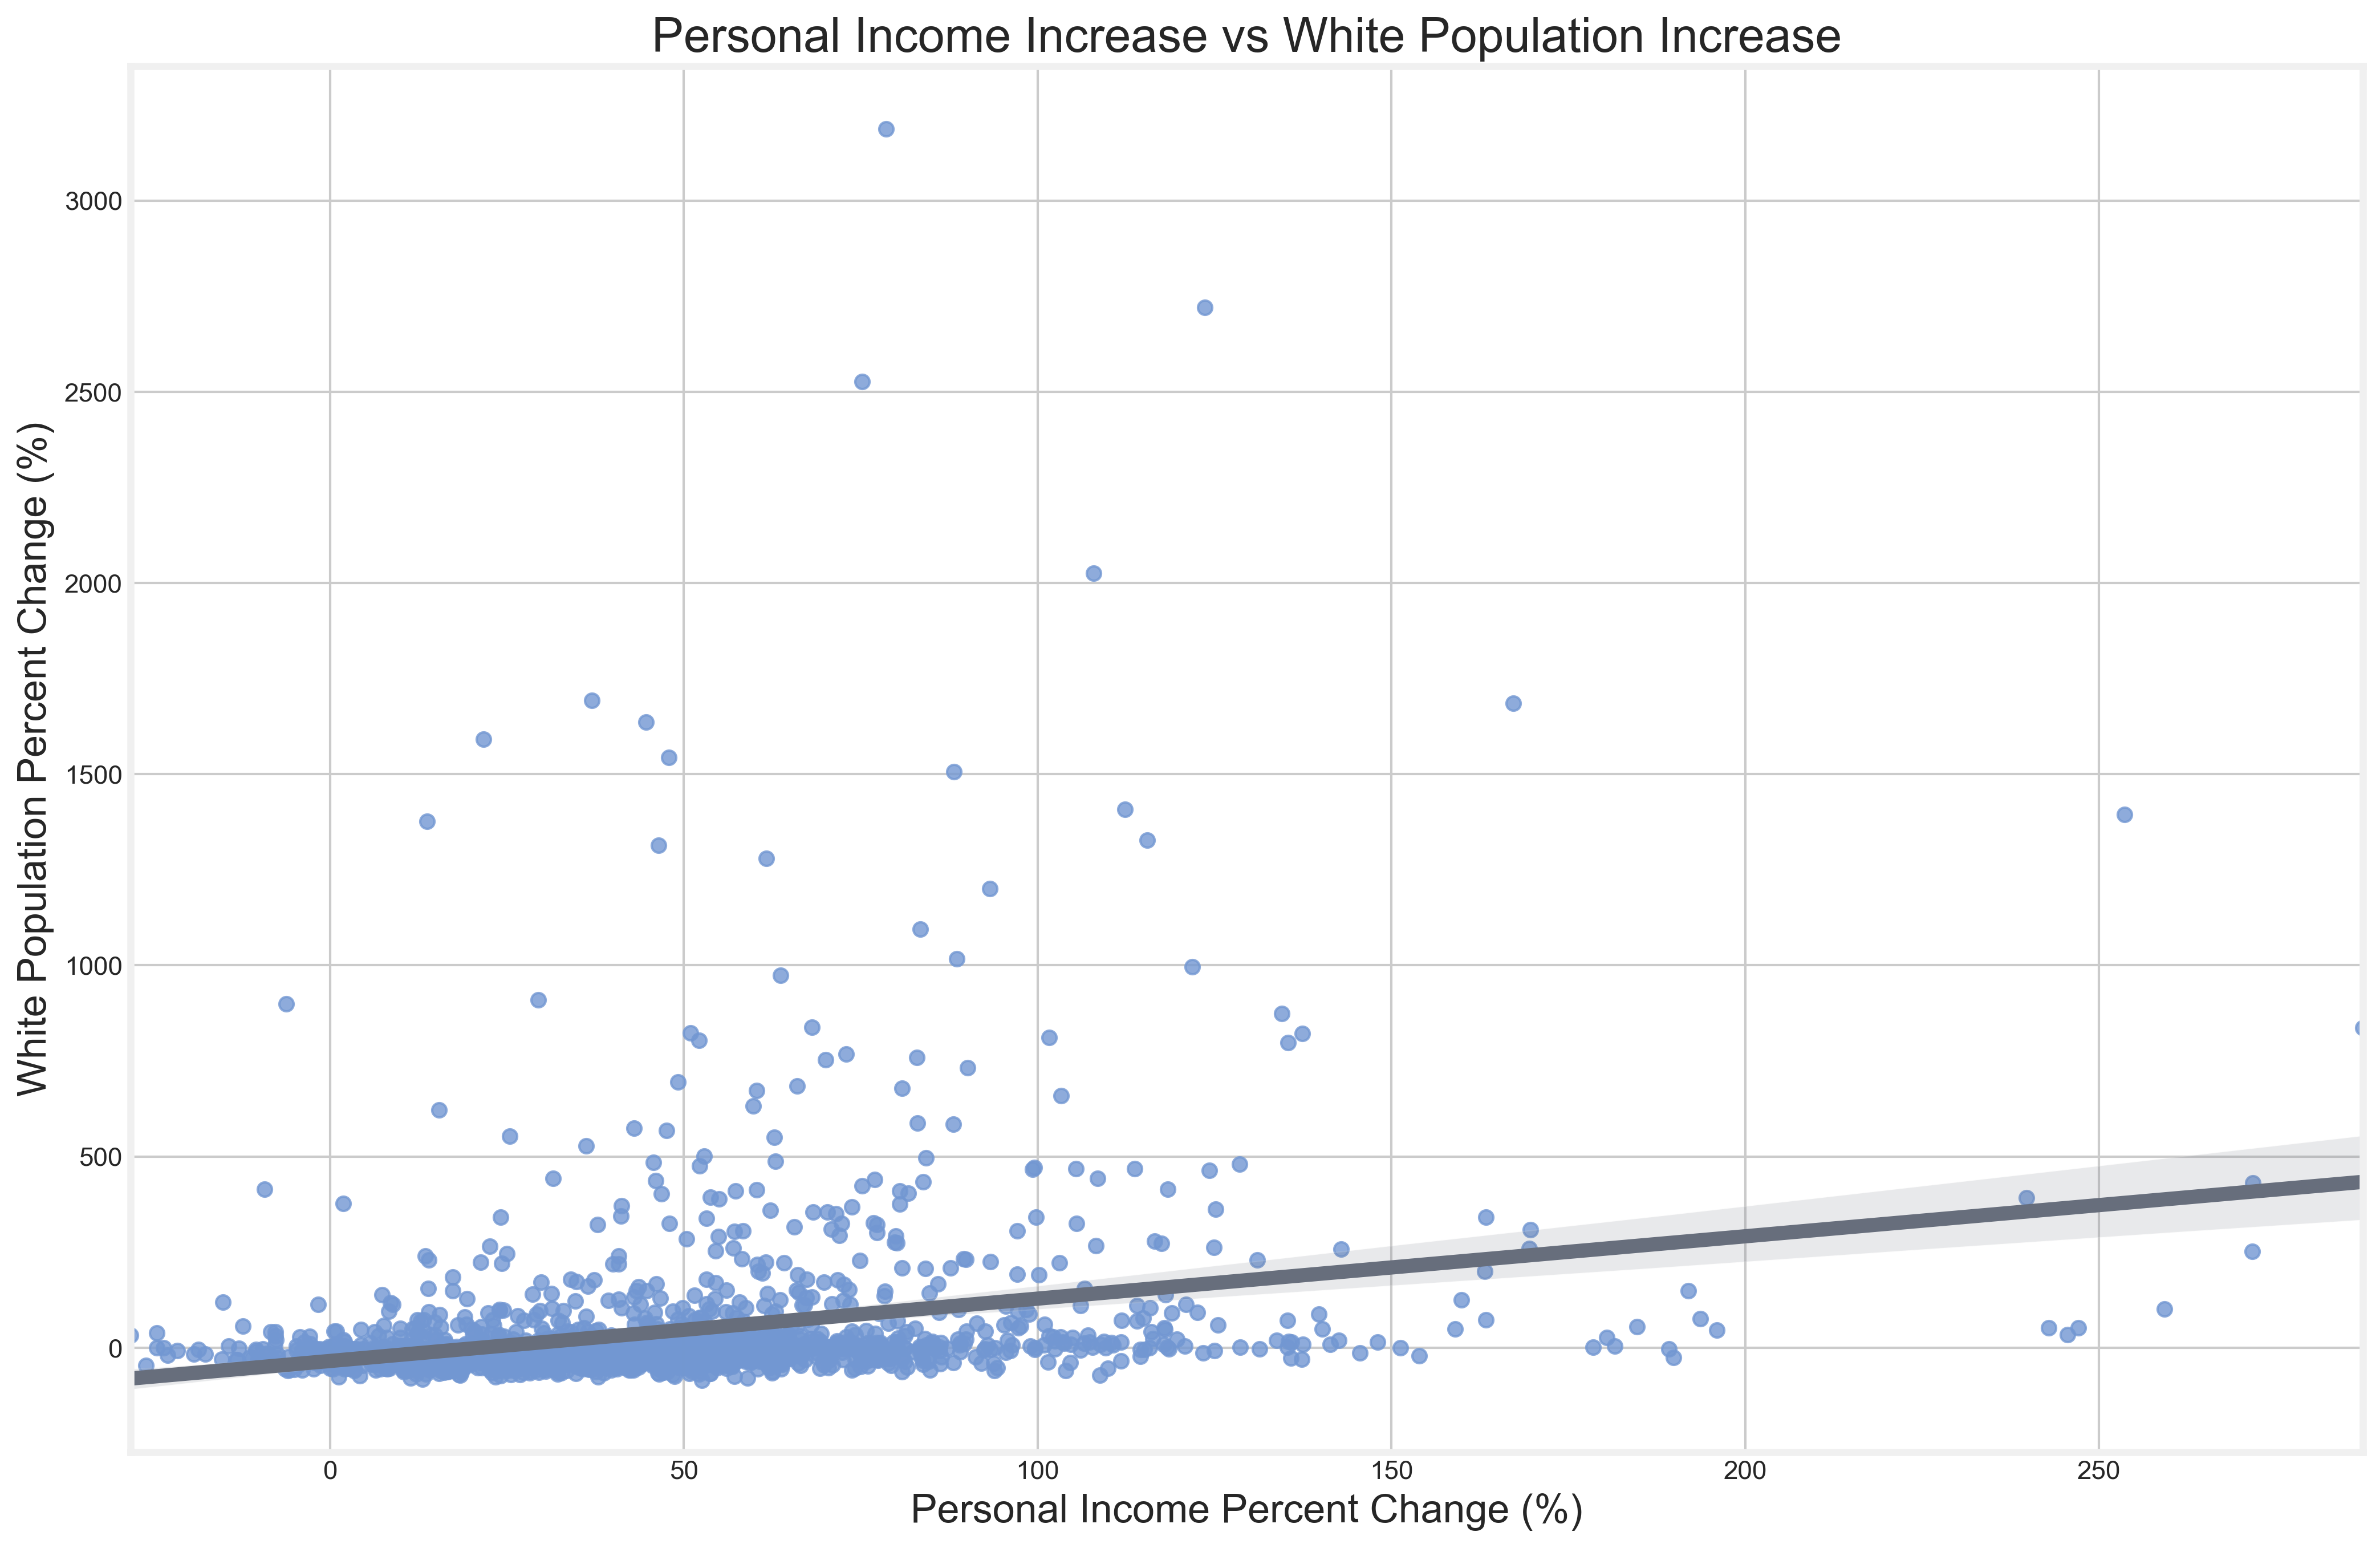 Personal Income Increase vs White Population Increase
White Population Percent Change (%)
3000
2500
2000
1500
1000
500
0
0 50 100 150 200 250
Personal Income Percent Change (%)